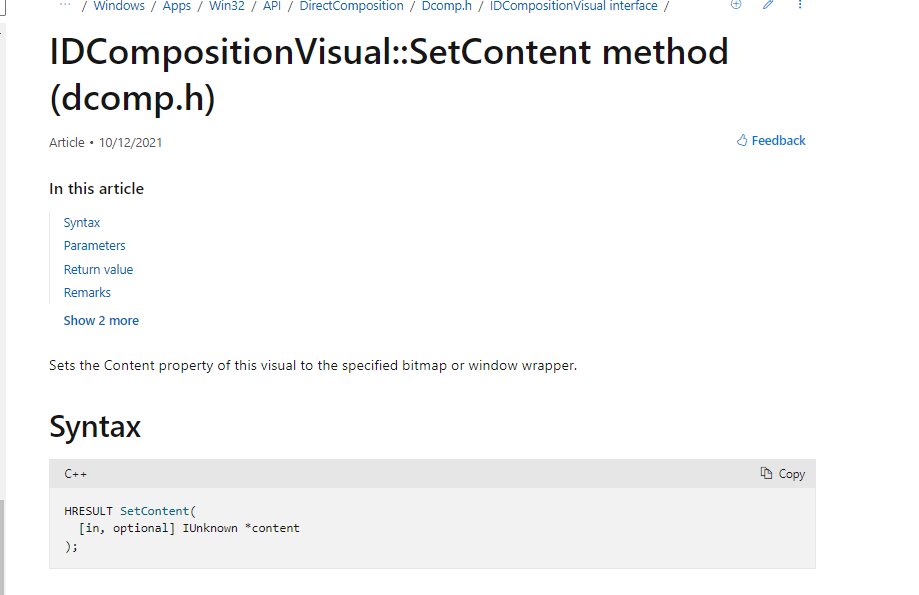 ··· / Windows / Apps / Win32 / API / DirectComposition / Dcomp.h / IDCompositionVisual interface /
IDCompositionVisual::SetContent method
(dcomp.h)
Article • 10/12/2021
Feedback
In this article
Syntax
Parameters
Return value
Remarks
Show 2 more
Sets the Content property of this visual to the specified bitmap or window wrapper.
Syntax
C++
Copy
HRESULT SetContent(
  [in, optional] IUnknown *content
);